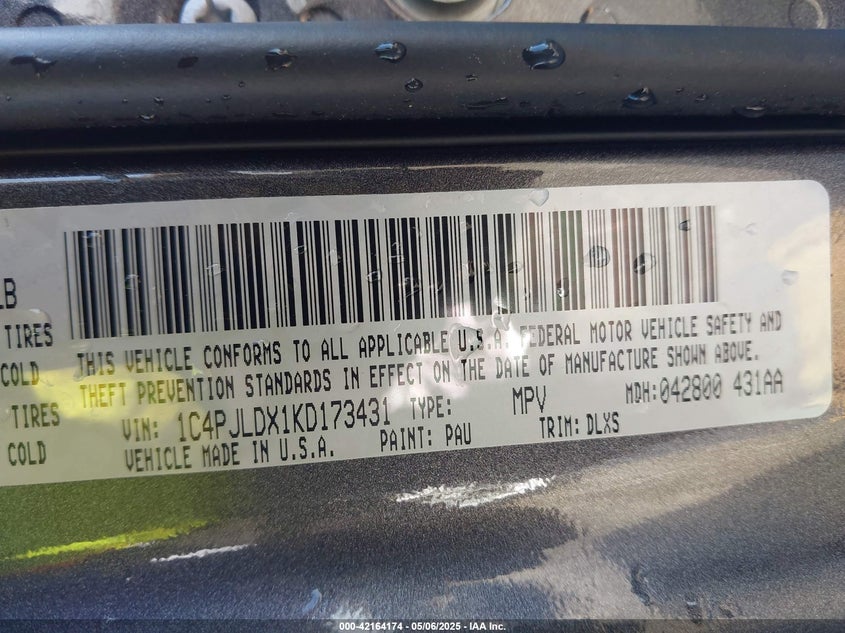 LB
TIRES
COLD
TIRES
COLD
THIS VEHICLE CONFORMS TO ALL APPLICABLE U.S.A. FEDERAL MOTOR VEHICLE SAFETY AND
THEFT PREVENTION STANDARDS IN EFFECT ON THE DATE OF MANUFACTURE SHOWN ABOVE.
VIN: 1C4PJLDX1KD173431 TYPE: MPV MDH:042800 431AA
VEHICLE MADE IN U.S.A. PAINT: PAU TRIM: DLXS
000-42164174 | 05/06/2025 - IAA Inc.